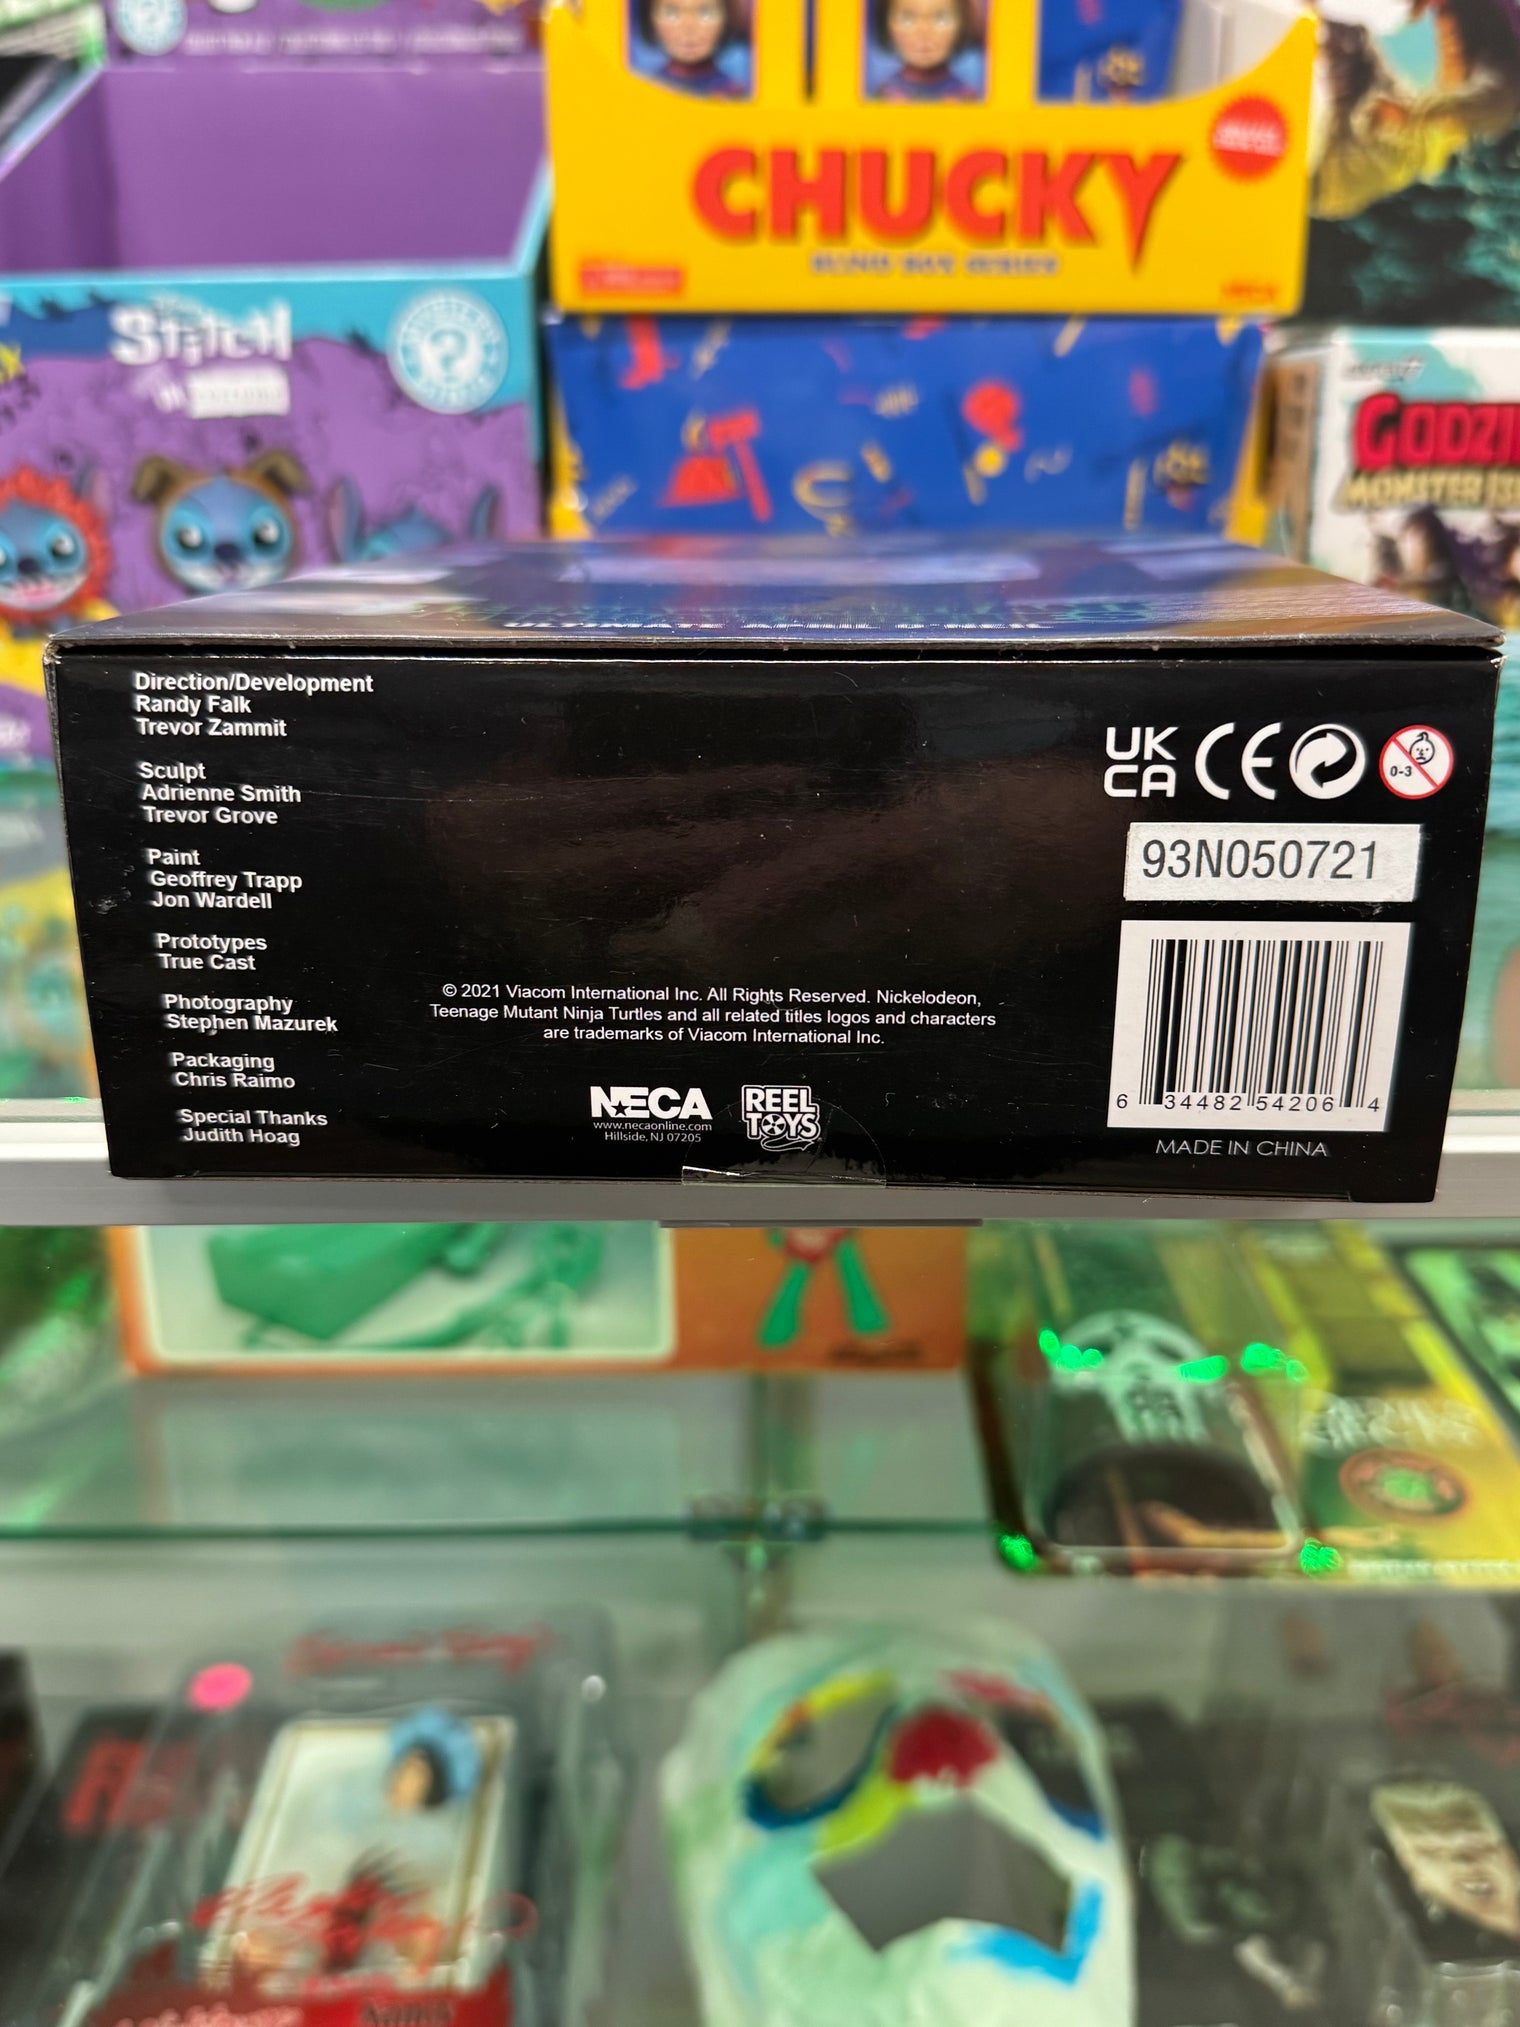 CHUCKY
BLIND BOX SERIES
Stitch
GODZI
MONSTER IS
Direction/Development
Randy Falk
Trevor Zammit
Sculpt
Adrienne Smith
Trevor Grove
Paint
Geoffrey Trapp
Jon Wardell
Prototypes
True Cast
Photography
Stephen Mazurek
Packaging
Chris Raimo
Special Thanks
Judith Hoag
© 2021 Viacom International Inc. All Rights Reserved. Nickelodeon,
Teenage Mutant Ninja Turtles and all related titles logos and characters
are trademarks of Viacom International Inc.
NECA
www.necaonline.com
Hillside, NJ 07205
REEL
TOYS
UK
CA
CE
0-3
93N050721
6 34482 54206 4
MADE IN CHINA